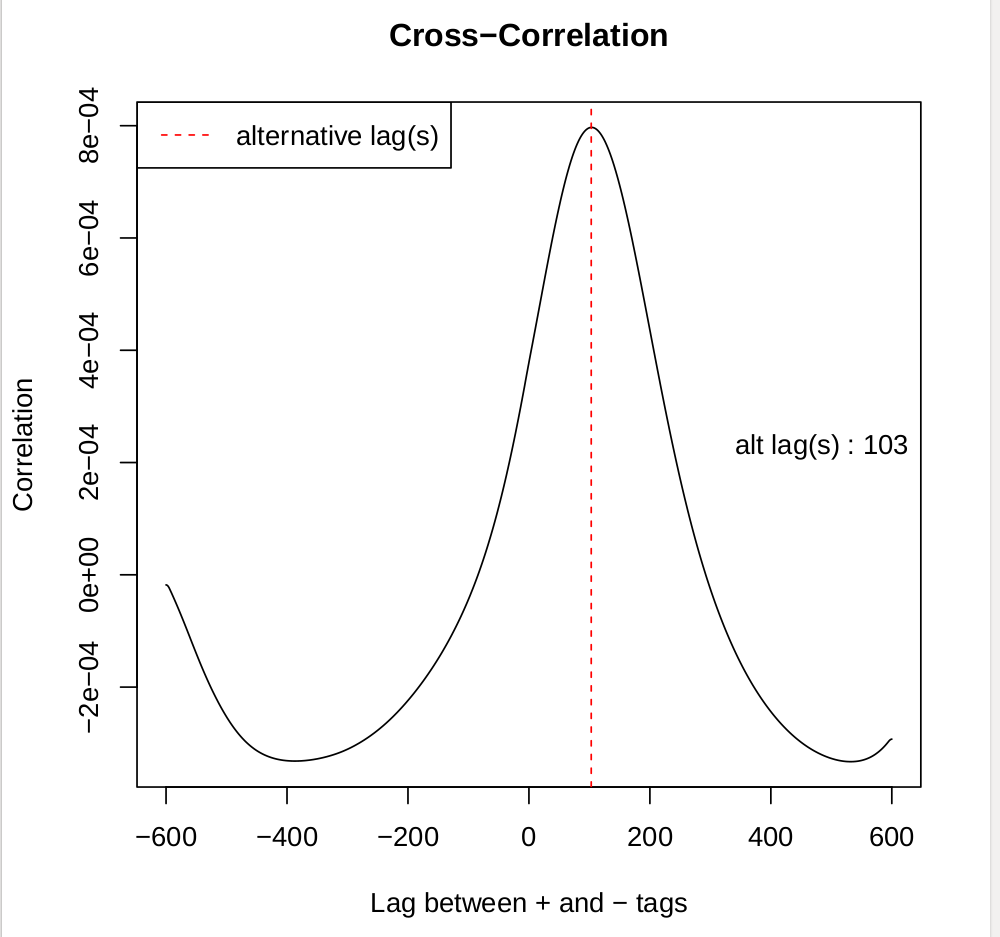 Cross−Correlation
alternative lag(s)
8e−04
6e−04
4e−04
2e−04
0e+00
−2e−04
Correlation
alt lag(s) : 103
−600 −400 −200 0 200 400 600
Lag between + and − tags